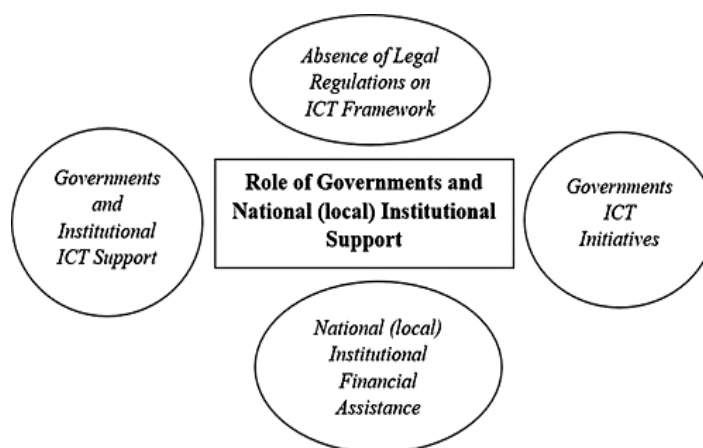 Absence of Legal
Regulations on
ICT Framework
Governments
and
Institutional
ICT Support
Role of Governments and
National (local) Institutional
Support
Governments
ICT
Initiatives
National (local)
Institutional
Financial
Assistance